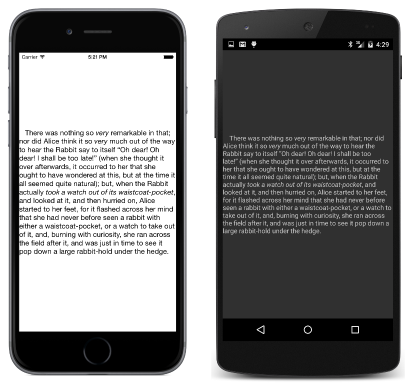 Carrier 5:21 PM
There was nothing so very remarkable in that;
nor did Alice think it so very much out of the way
to hear the Rabbit say to itself “Oh dear! Oh
dear! I shall be too late!” (when she thought it
over afterwards, it occurred to her that she
ought to have wondered at this, but at the time it
all seemed quite natural); but, when the Rabbit
actually took a watch out of its waistcoat-pocket,
and looked at it, and then hurried on, Alice
started to her feet, for it flashed across her mind
that she had never before seen a rabbit with
either a waistcoat-pocket, or a watch to take out
of it, and, burning with curiosity, she ran across
the field after it, and was just in time to see it
pop down a large rabbit-hole under the hedge.
4:29
There was nothing so very remarkable in that; nor did
Alice think it so very much out of the way to hear the
Rabbit say to itself “Oh dear! Oh dear! I shall be too
late!” (when she thought it over afterwards, it occurred
to her that she ought to have wondered at this, but at the
time it all seemed quite natural); but, when the Rabbit
actually took a watch out of its waistcoat-pocket, and
looked at it, and then hurried on, Alice started to her feet,
for it flashed across her mind that she had never before
seen a rabbit with either a waistcoat-pocket, or a watch to
take out of it, and, burning with curiosity, she ran across
the field after it, and was just in time to see it pop down a
large rabbit-hole under the hedge.